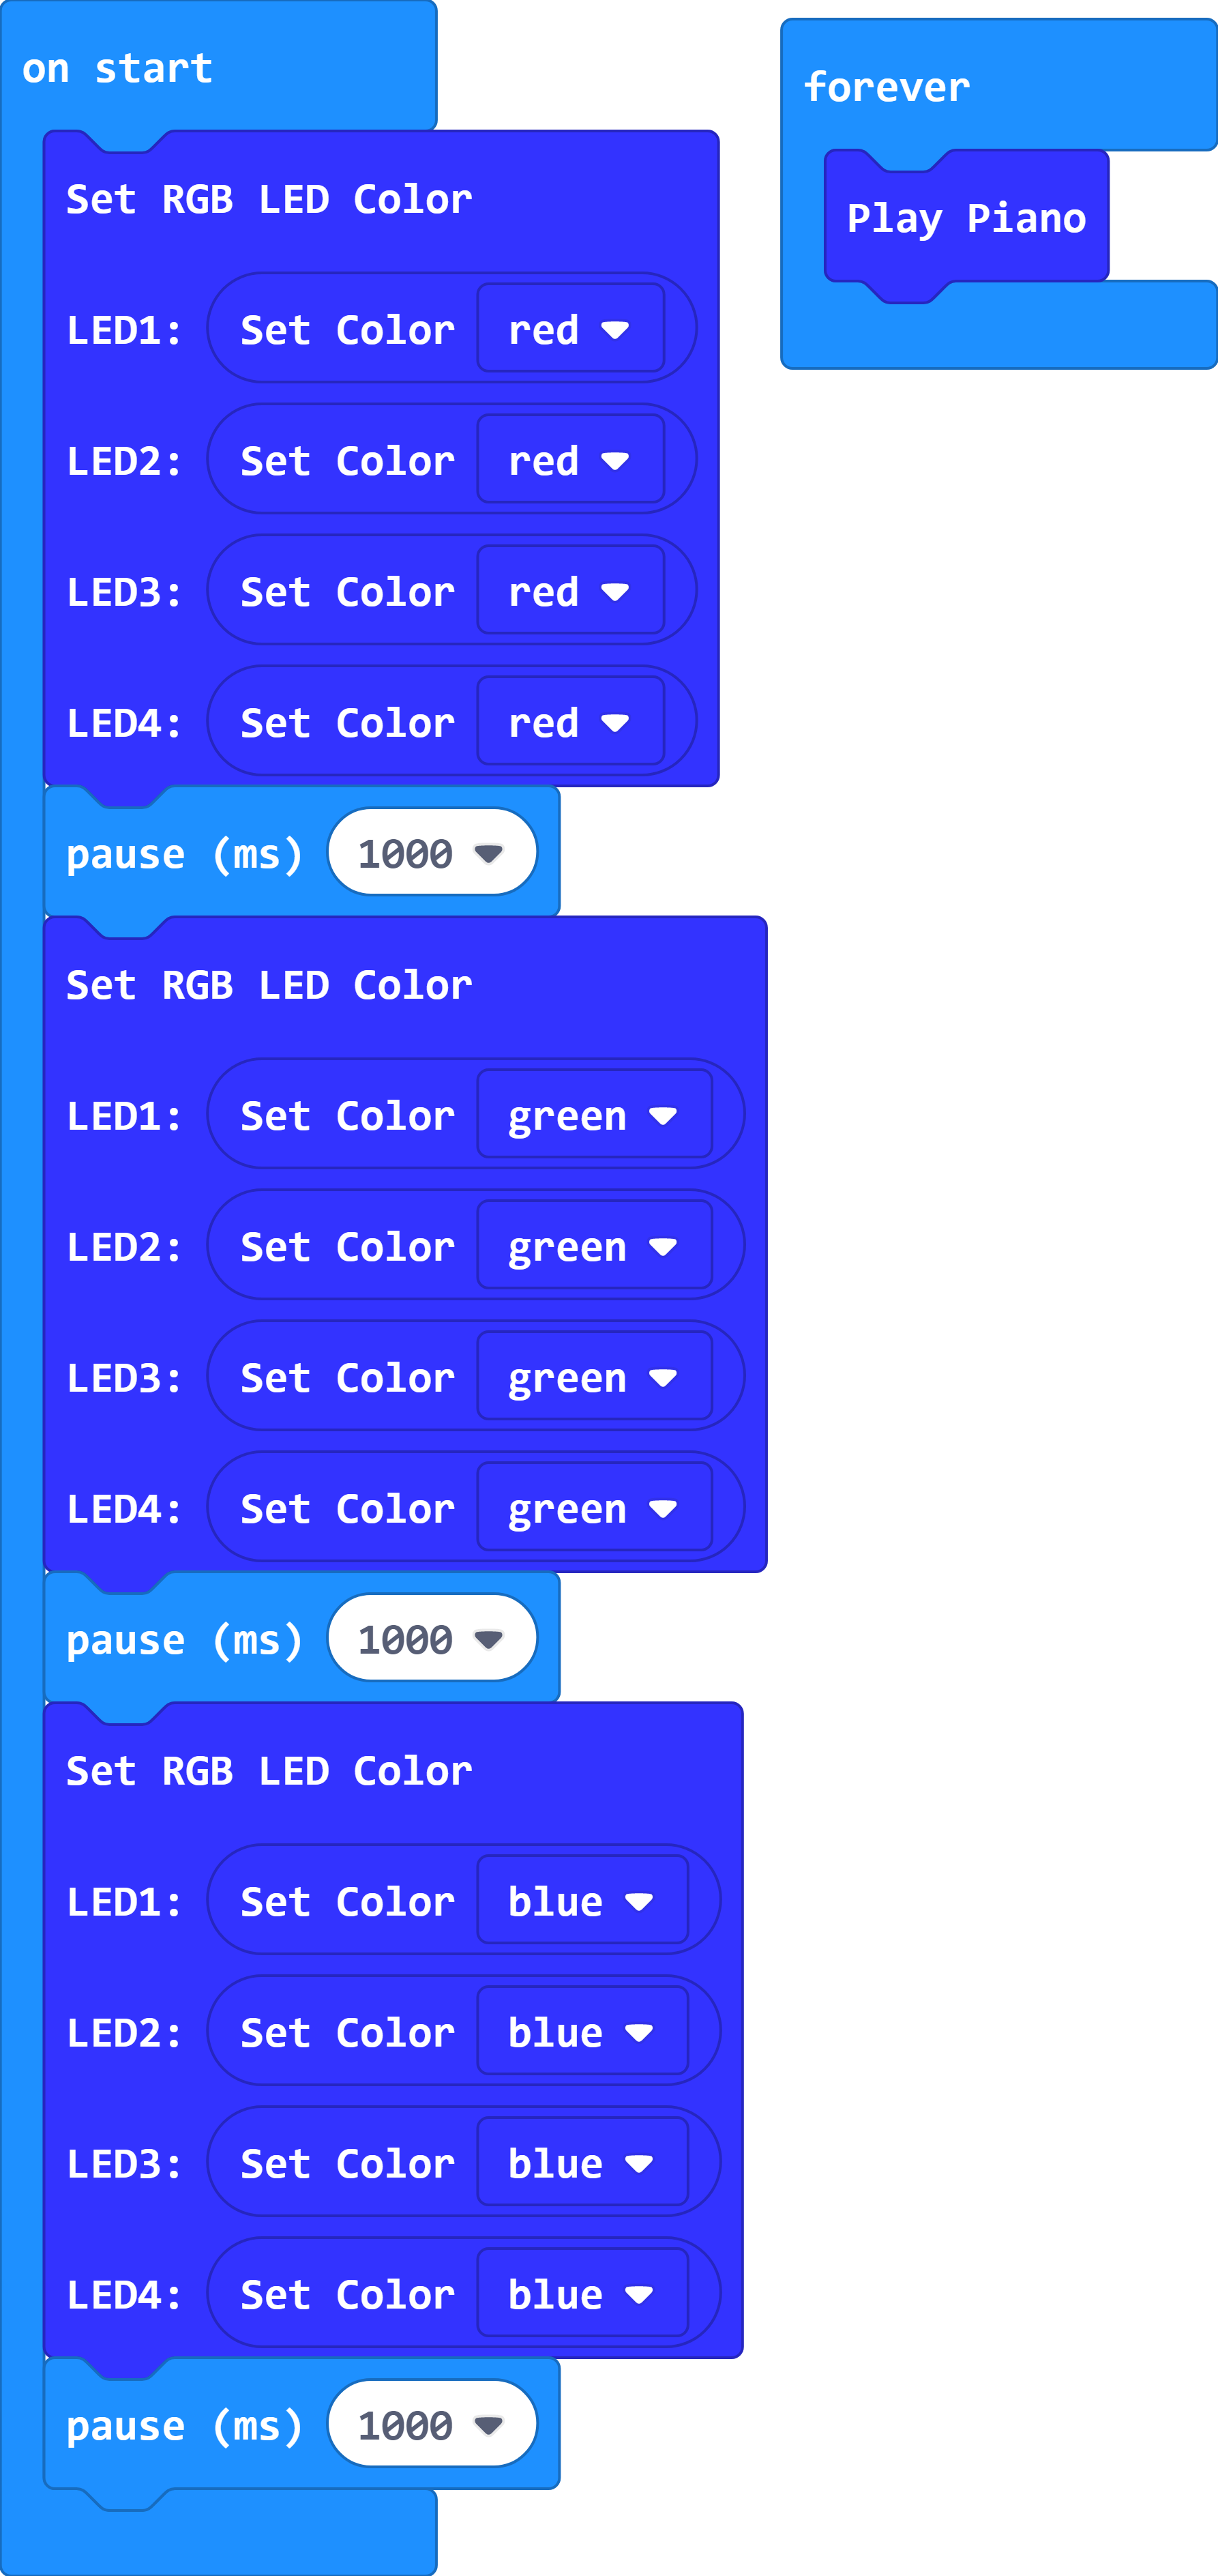 on start
Set RGB LED Color
LED1: Set Color red
LED2: Set Color red
LED3: Set Color red
LED4: Set Color red
pause (ms) 1000
Set RGB LED Color
LED1: Set Color green
LED2: Set Color green
LED3: Set Color green
LED4: Set Color green
pause (ms) 1000
Set RGB LED Color
LED1: Set Color blue
LED2: Set Color blue
LED3: Set Color blue
LED4: Set Color blue
pause (ms) 1000
forever
Play Piano